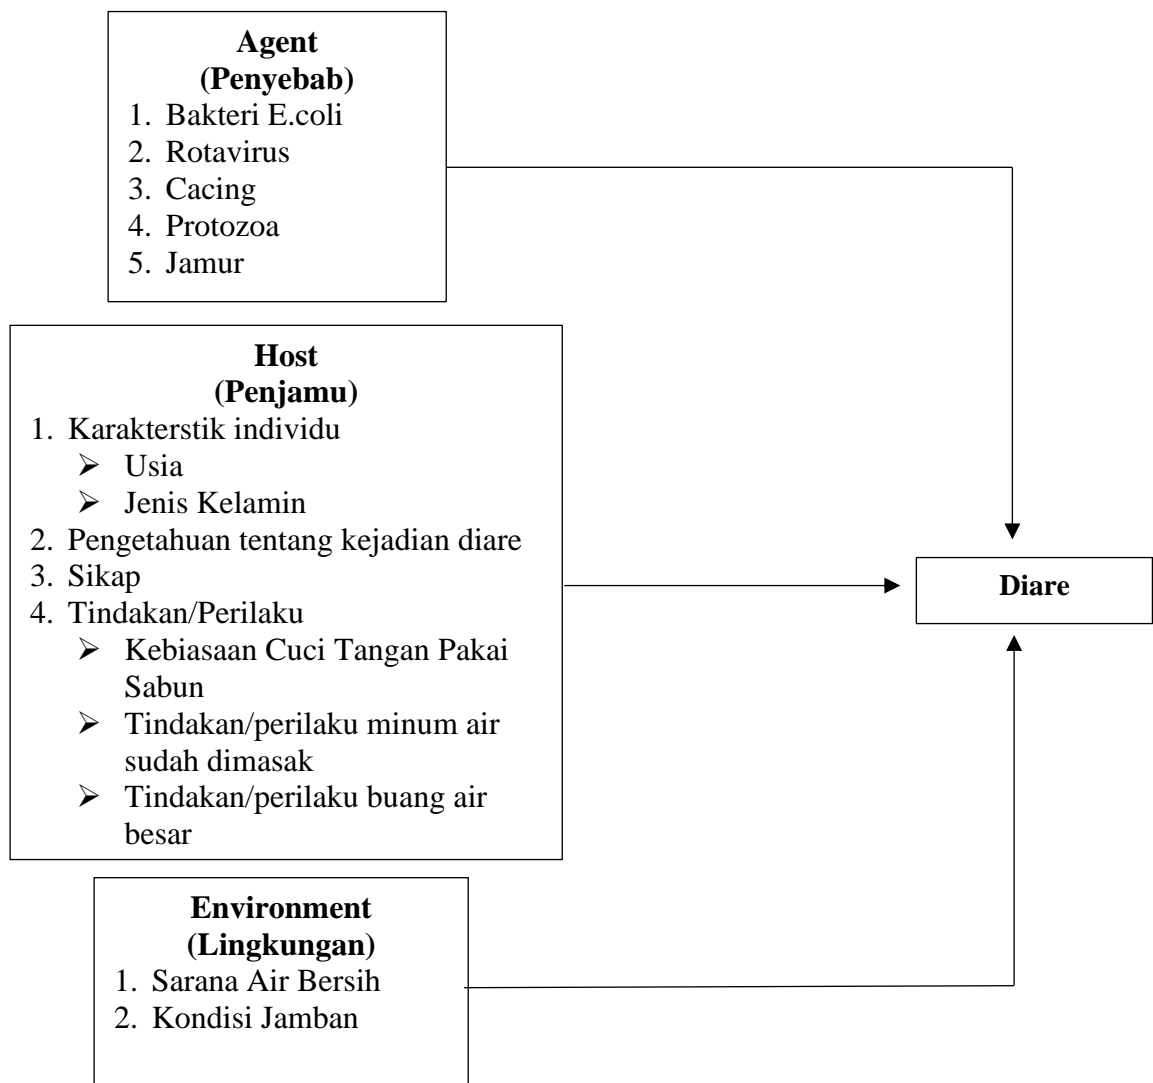 Agent
(Penyebab)
1. Bakteri E.coli
2. Rotavirus
3. Cacing
4. Protozoa
5. Jamur
Host
(Penjamu)
1. Karakterstik individu
➢ Usia
➢ Jenis Kelamin
2. Pengetahuan tentang kejadian diare
3. Sikap
4. Tindakan/Perilaku
➢ Kebiasaan Cuci Tangan Pakai
Sabun
➢ Tindakan/perilaku minum air
sudah dimasak
➢ Tindakan/perilaku buang air
besar
Diare
Environment
(Lingkungan)
1. Sarana Air Bersih
2. Kondisi Jamban